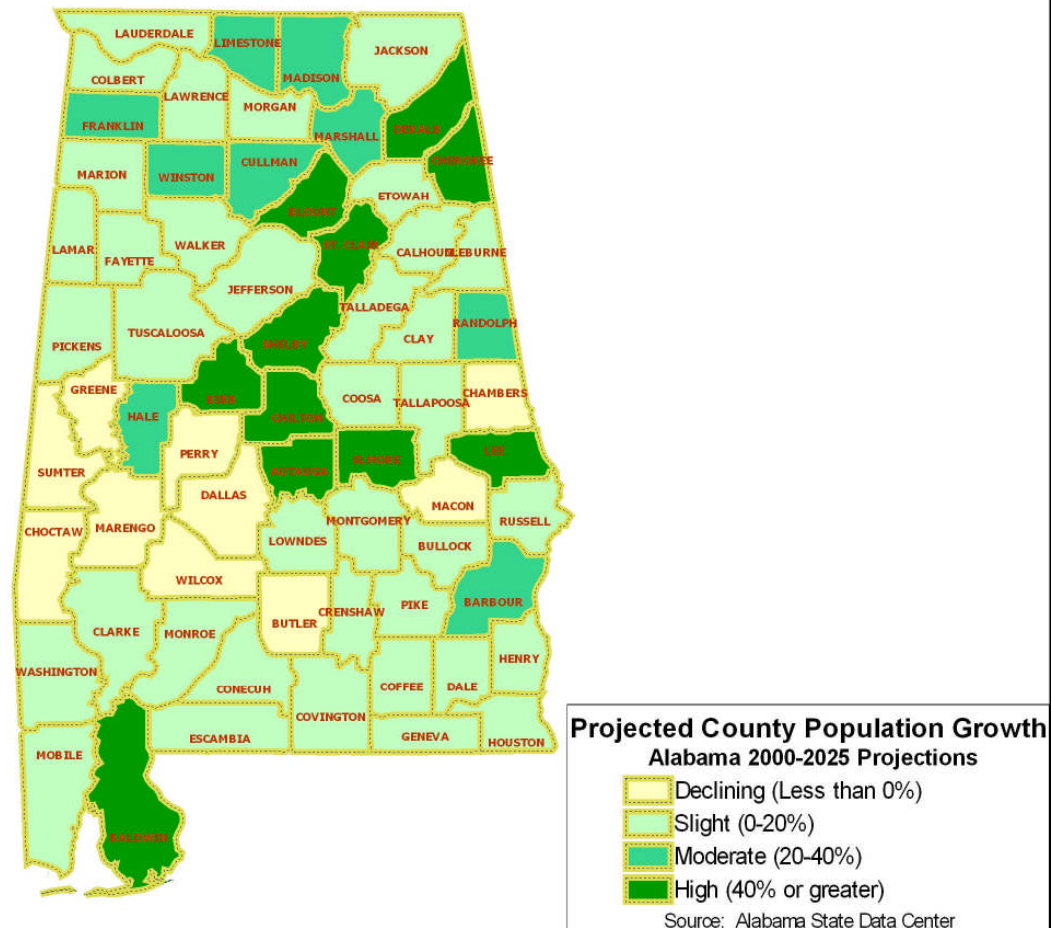 LAUDERDALE
LIMESTONE
MADISON
JACKSON
COLBERT
LAWRENCE
MORGAN
FRANKLIN
MARSHALL
DEKALB
CHEROKEE
MARION
WINSTON
CULLMAN
ETOWAH
BLOUNT
LAMAR
FAYETTE
WALKER
ST. CLAIR
CALHOUN
CLEBURNE
JEFFERSON
TALLADEGA
RANDOLPH
PICKENS
TUSCALOOSA
SHELBY
CLAY
GREENE
HALE
BIBB
CHILTON
COOSA
TALLAPOOSA
CHAMBERS
SUMTER
PERRY
AUTAUGA
ELMORE
LEE
DALLAS
MACON
CHOCTAW
MARENGO
LOWNDES
MONTGOMERY
BULLOCK
RUSSELL
WILCOX
BUTLER
CRENSHAW
PIKE
BARBOUR
CLARKE
MONROE
WASHINGTON
CONECUH
COVINGTON
COFFEE
DALE
HENRY
MOBILE
ESCAMBIA
GENEVA
HOUSTON
BALDWIN
Projected County Population Growth
Alabama 2000-2025 Projections
Declining (Less than 0%)
Slight (0-20%)
Moderate (20-40%)
High (40% or greater)
Source: Alabama State Data Center